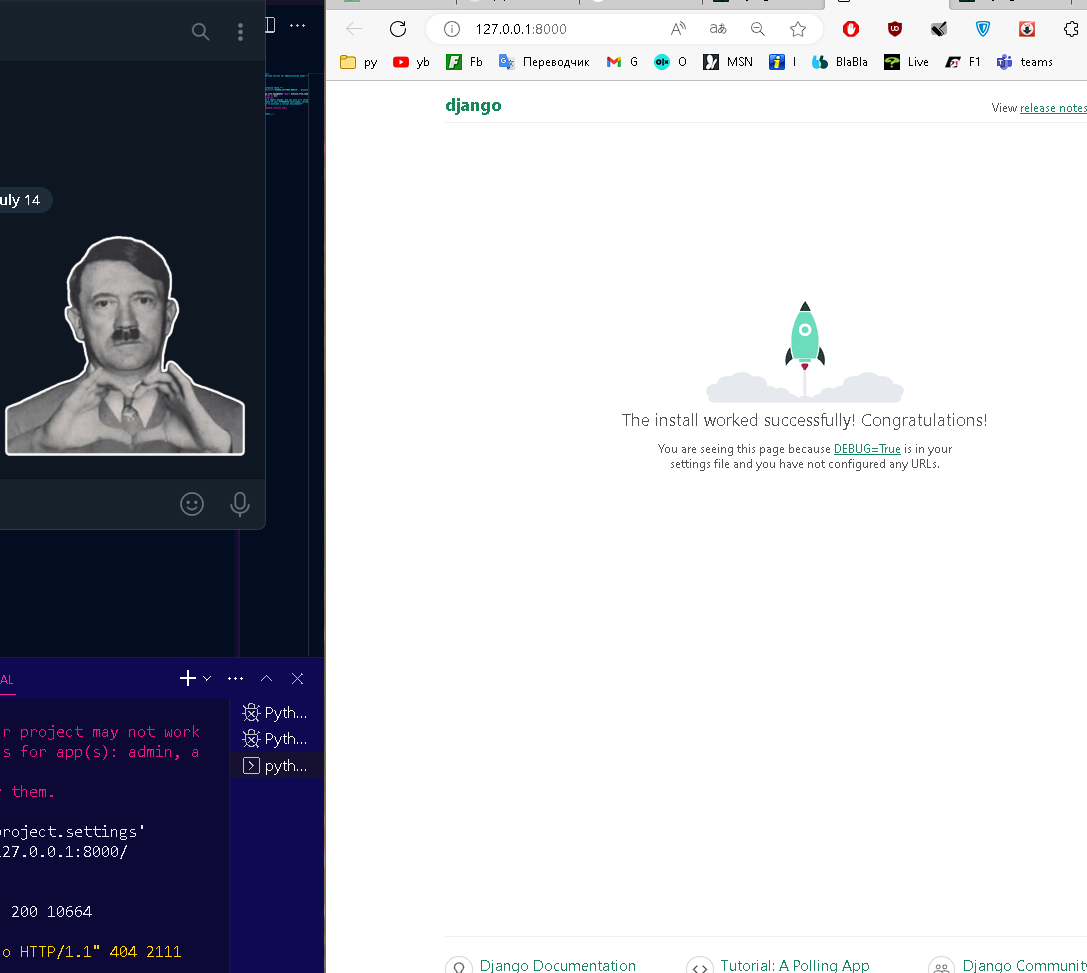 127.0.0.1:8000
aあ
py
yb
Fb
Переводчик
G
O
MSN
I
BlaBla
Live
F1
teams
django
View release notes
uly 14
The install worked successfully! Congratulations!
You are seeing this page because DEBUG=True is in your
settings file and you have not configured any URLs.
AL
Pyth...
Pyth...
pyth...
r project may not work
s for app(s): admin, a
them.
roject.settings'
27.0.0.1:8000/
200 10664
o HTTP/1.1" 404 2111
Django Documentation
Tutorial: A Polling App
Django Community